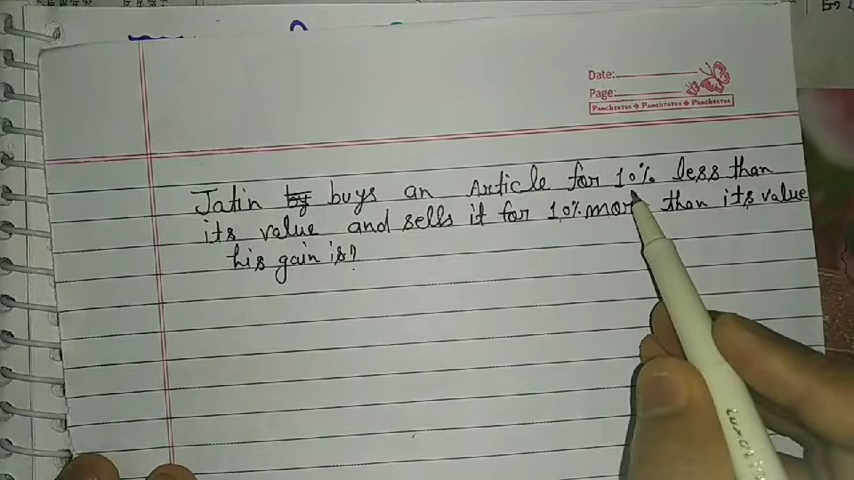 Date:
Page:
PANCHTATVA ❖ PANCHTATVA ❖ PANCHTATVA
Jatin by buys an Article for 10% less than
its value and sells it for 10% more than its value
his gain is?
LUXOR